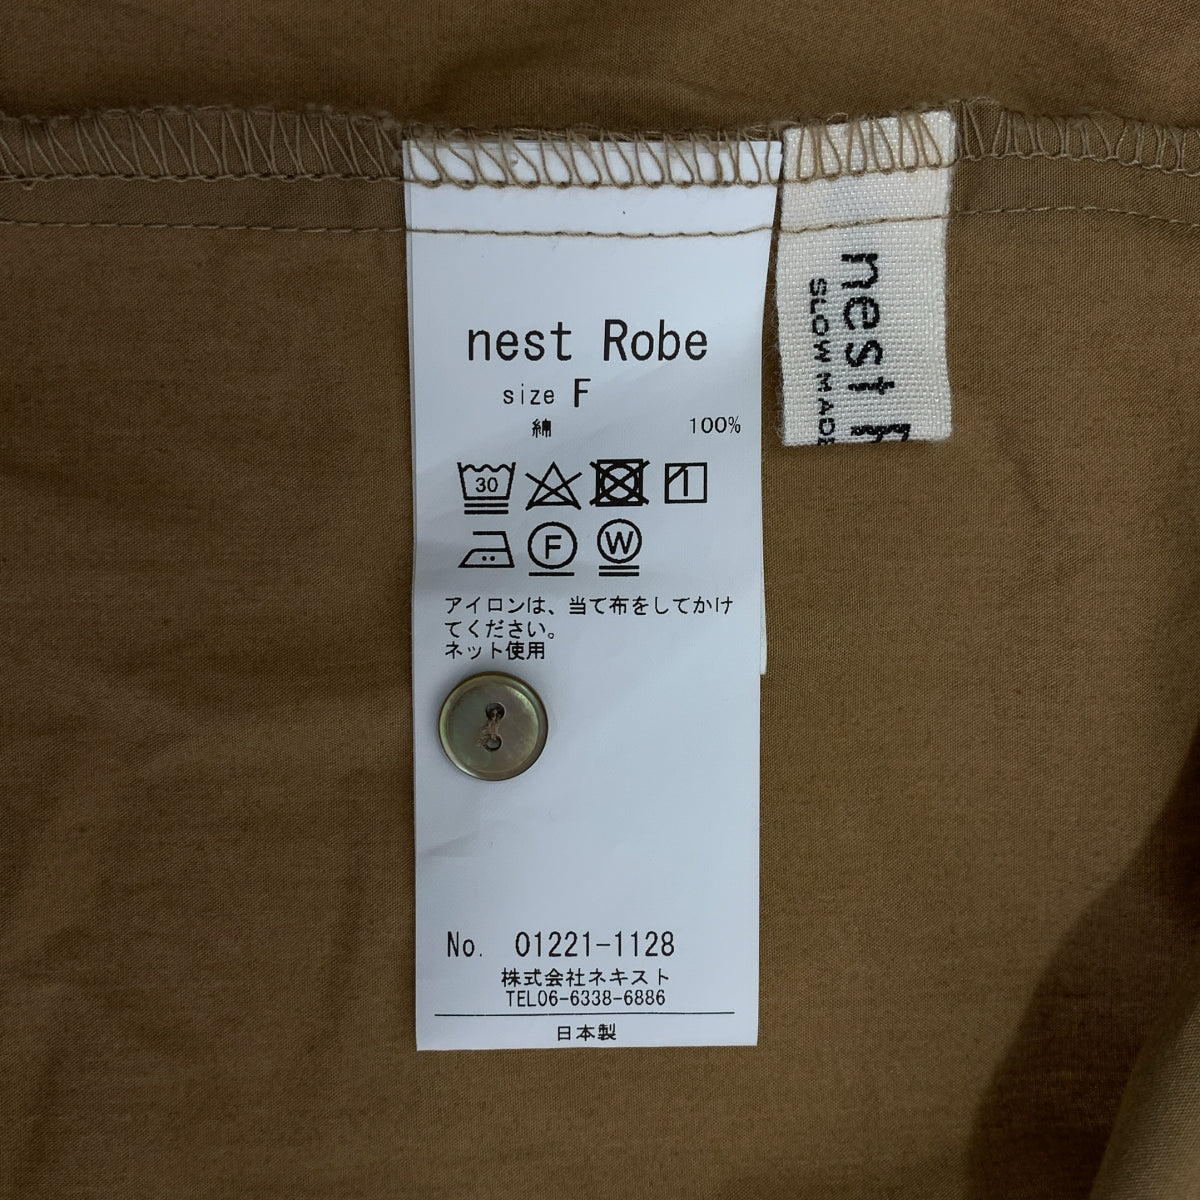 nest Robe
size F
綿 100%
30
F W
アイロンは、当て布をしてかけ
てください。
ネット使用
No. 01221-1128
株式会社ネキスト
TEL06-6338-6886
日本製
nest R
SLOW MADE